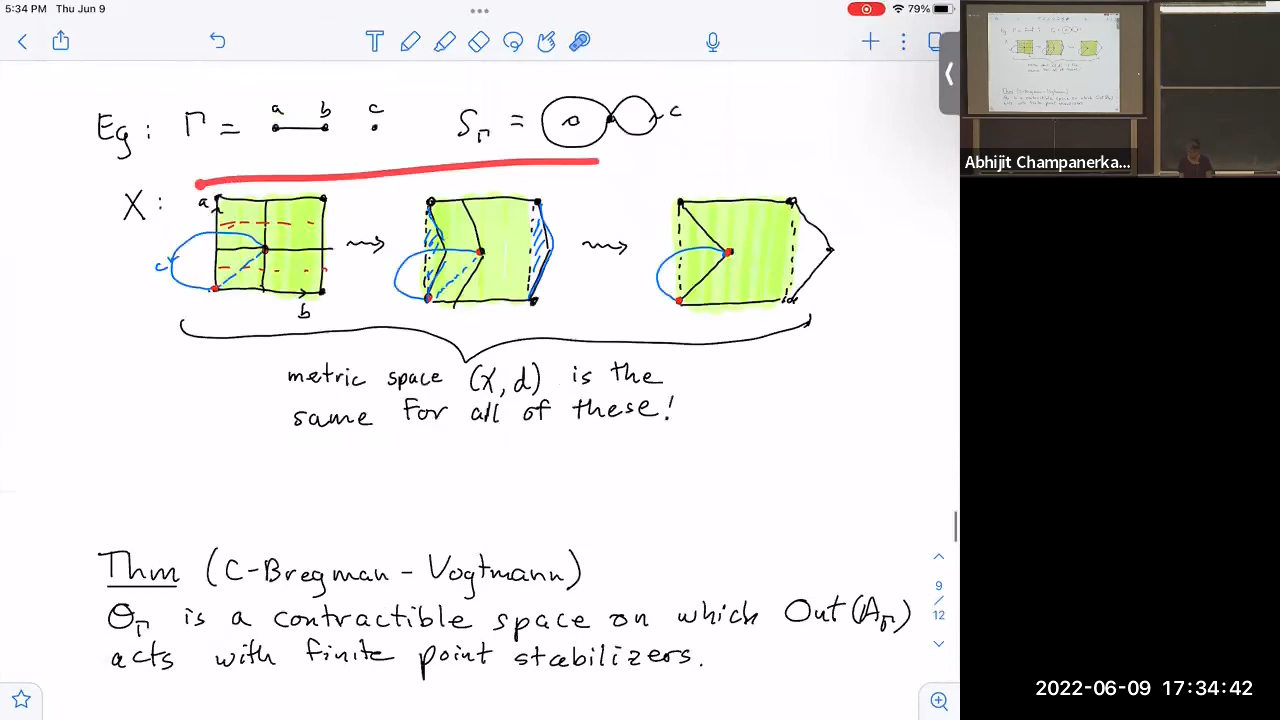 5:34 PM Thu Jun 9
79%
Eg: Γ = a b c S_Γ = c
X: a c b
metric space (X, d) is the
same for all of these!
Thm (C-Bregman-Vogtmann)
O_Γ is a contractible space on which Out(A_Γ)
acts with finite point stabilizers.
9
/
12
Abhijit Champanerka...
2022-06-09 17:34:42